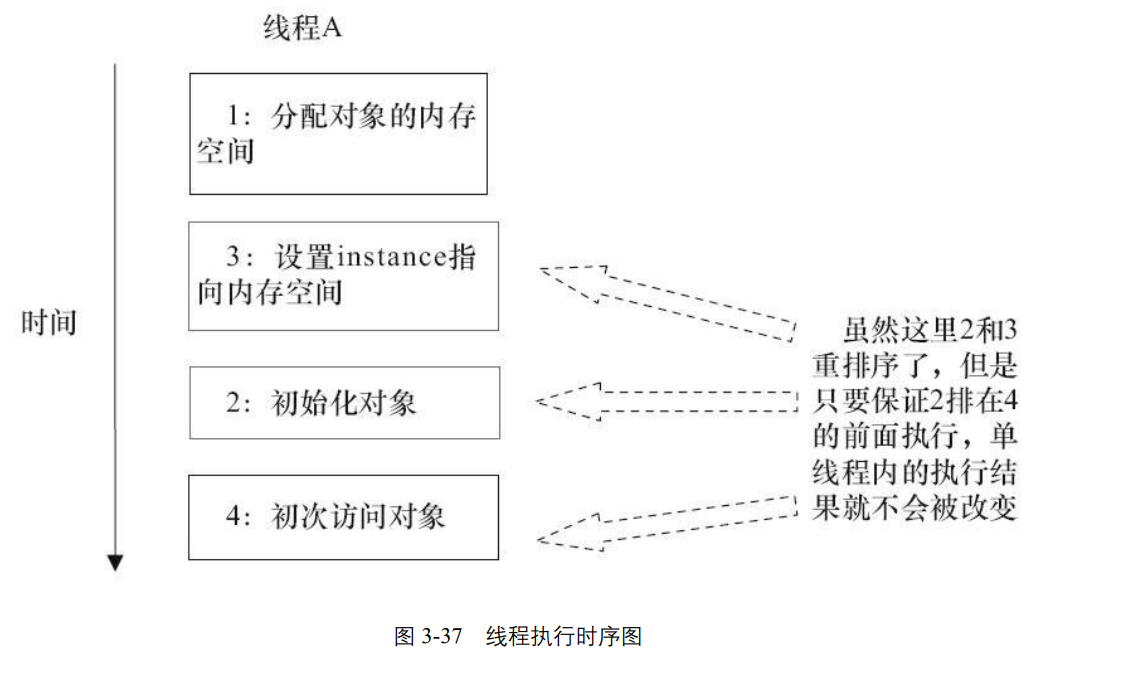 线程A
1：分配对象的内存
空间
3：设置instance指
向内存空间
时间
2：初始化对象
4：初次访问对象
虽然这里2和3
重排序了，但是
只要保证2排在4
的前面执行，单
线程内的执行结
果就不会被改变
图 3-37 线程执行时序图